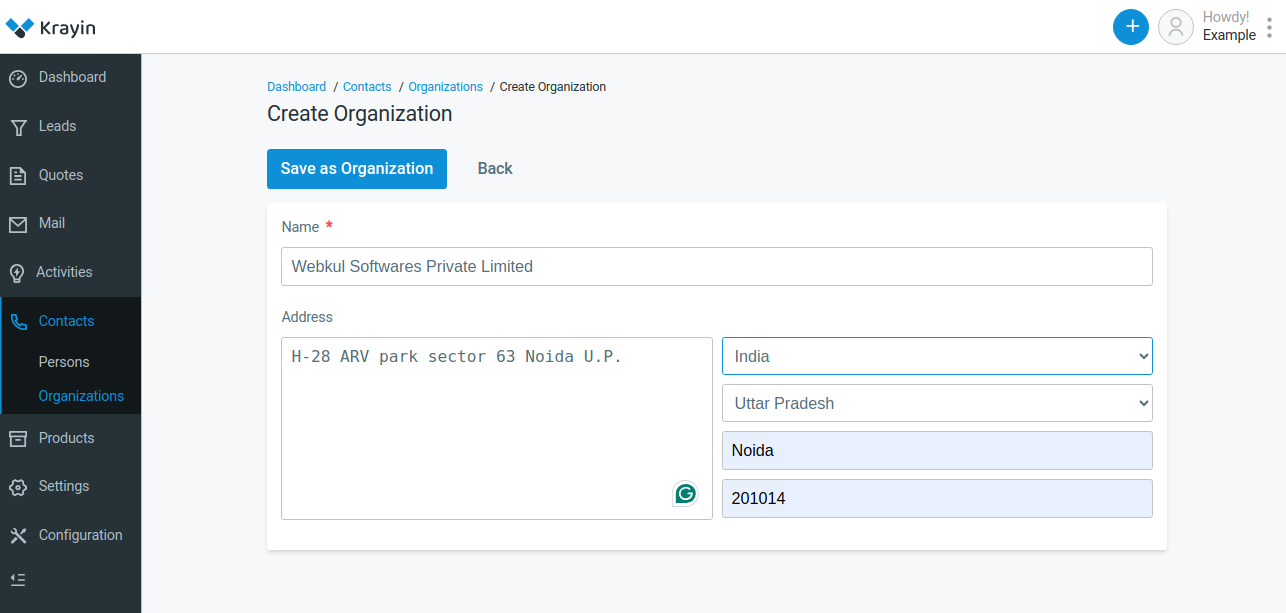 Krayin
Howdy!
Example
Dashboard
Leads
Quotes
Mail
Activities
Contacts
Persons
Organizations
Products
Settings
Configuration
Dashboard / Contacts / Organizations / Create Organization
Create Organization
Save as Organization Back
Name *
Webkul Softwares Private Limited
Address
H-28 ARV park sector 63 Noida U.P.
India
Uttar Pradesh
Noida
201014